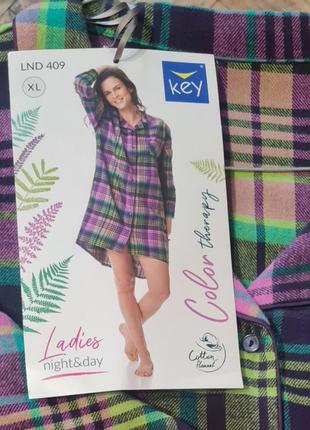 LND 409
XL
key
Color therapy
Ladies
night&day
Cotton
Flannel